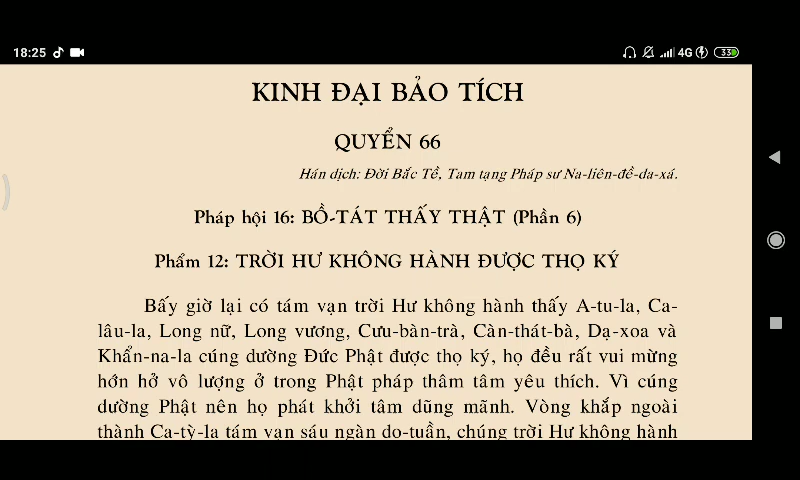 18:25
4G
33
KINH ĐẠI BẢO TÍCH
QUYỂN 66
Hán dịch: Đời Bắc Tề, Tam tạng Pháp sư Na-liên-đề-da-xá.
Pháp hội 16: BỒ-TÁT THẤY THẬT (Phần 6)
Phẩm 12: TRỜI HƯ KHÔNG HÀNH ĐƯỢC THỌ KÝ
Bấy giờ lại có tám vạn trời Hư không hành thấy A-tu-la, Ca-
lâu-la, Long nữ, Long vương, Cưu-bàn-trà, Càn-thát-bà, Dạ-xoa và
Khẩn-na-la cúng dường Đức Phật được thọ ký, họ đều rất vui mừng
hớn hở vô lượng ở trong Phật pháp thâm tâm yêu thích. Vì cúng
dường Phật nên họ phát khởi tâm dũng mãnh. Vòng khắp ngoài
thành Ca-tỳ-la tám vạn sáu ngàn do-tuần, chúng trời Hư không hành